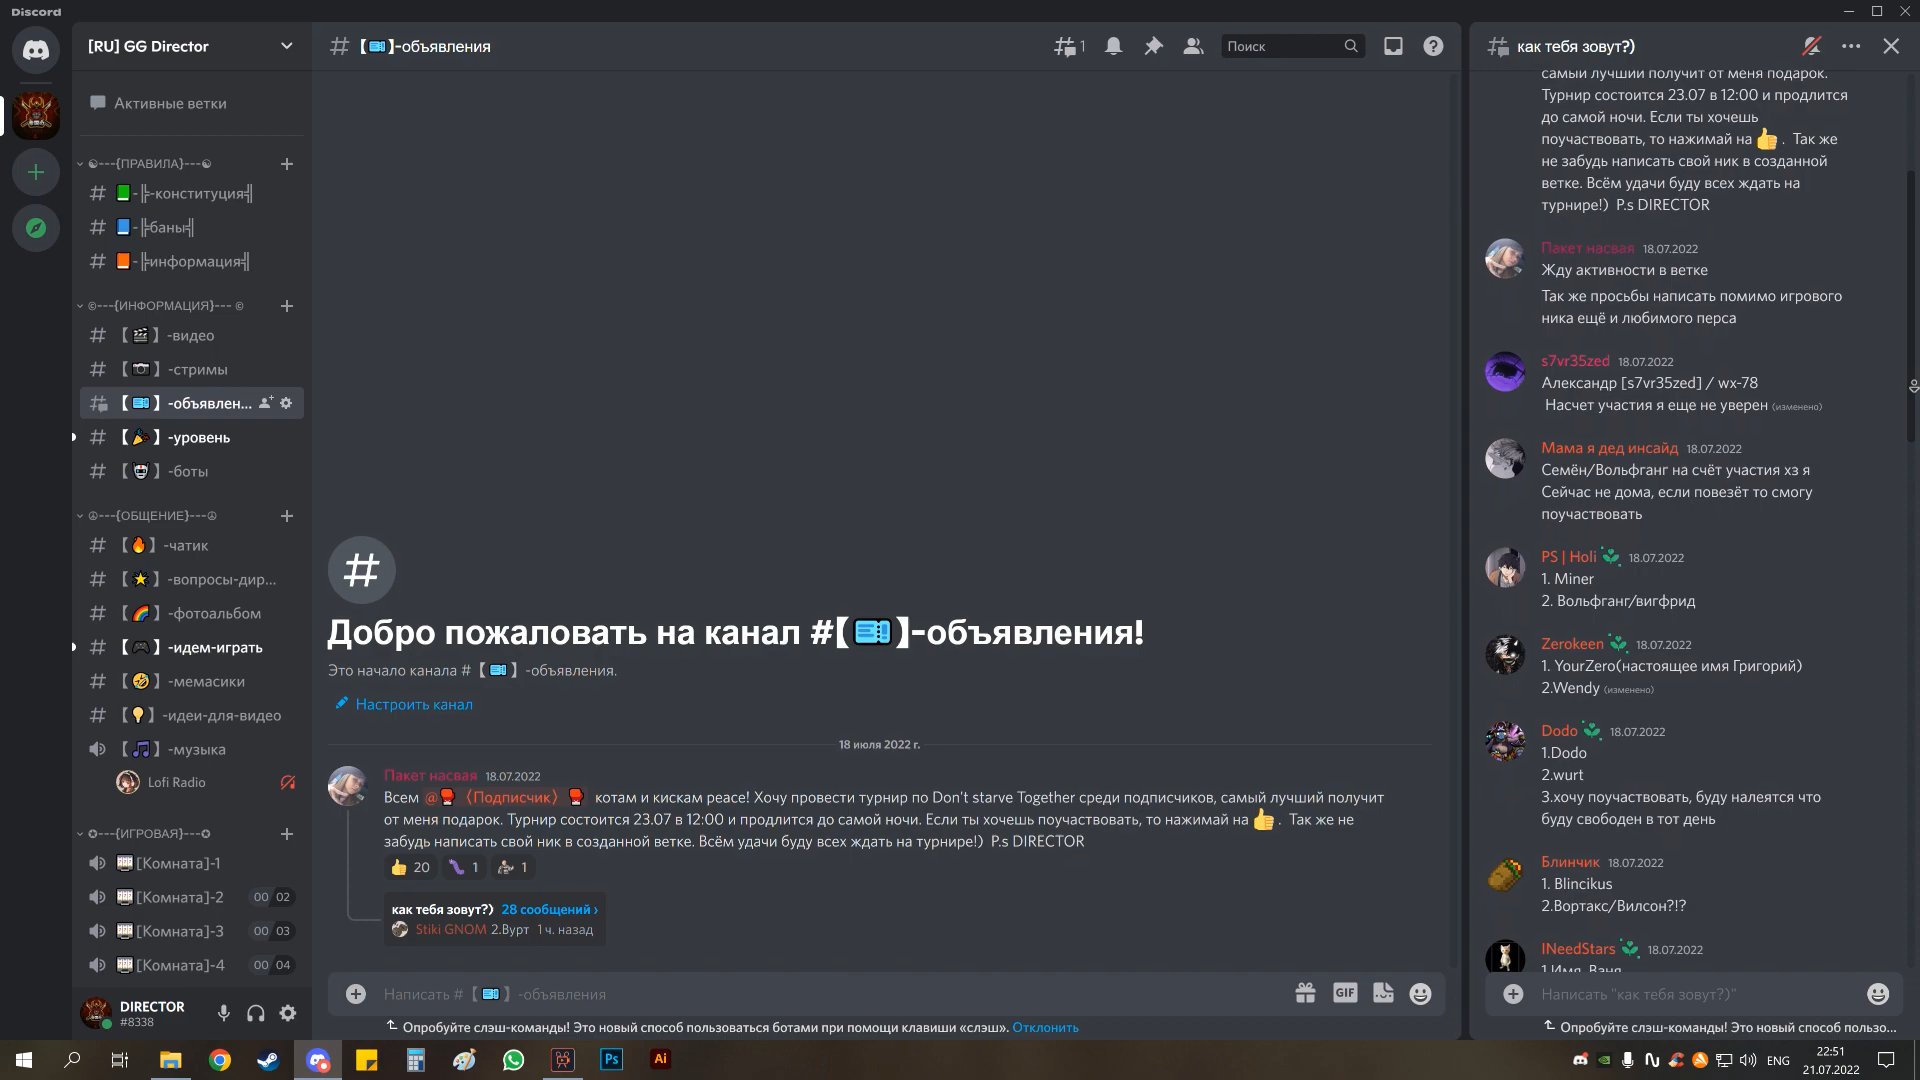 Discord
[RU] GG Director
Активные ветки
☯---{ПРАВИЛА}---☯
-╠-конституция╣
-╠баны╣
-╠информация╣
©---{ИНФОРМАЦИЯ}--- ©
【🎬】-видео
【📷】-стримы
【🎫】-объявлен...
【🎉】-уровень
【🤖】-боты
☮---{ОБЩЕНИЕ}---☮
【🔥】-чатик
【🌟】-вопросы-дир...
【🌈】-фотоальбом
【🎮】-идем-играть
【🤣】-мемасики
【💡】-идеи-для-видео
【🎵】-музыка
Lofi Radio
✪---{ИГРОВАЯ}---✪
[Комната]-1
[Комната]-2 00 02
[Комната]-3 00 03
[Комната]-4 00 04
DIRECTOR
#8338
【🎫】-объявления
1
Поиск
Добро пожаловать на канал #【🎫】-объявления!
Это начало канала #【🎫】-объявления.
Настроить канал
18 июля 2022 г.
Пакет насвая 18.07.2022
Всем @🥊〈Подписчик〉🥊 котам и кискам peace! Хочу провести турнир по Don't starve Together среди подписчиков, самый лучший получит
от меня подарок. Турнир состоится 23.07 в 12:00 и продлится до самой ночи. Если ты хочешь поучаствовать, то нажимай на 👍. Так же не
забудь написать свой ник в созданной ветке. Всём удачи буду всех ждать на турнире!) P.s DIRECTOR
👍 20 1 1
как тебя зовут?) 28 сообщений ›
Stiki GNOM 2.Вурт 1 ч. назад
Написать #【🎫】-объявления
GIF
Опробуйте слэш-команды! Это новый способ пользоваться ботами при помощи клавиши «слэш». Отклонить
как тебя зовут?)
самый лучший получит от меня подарок.
Турнир состоится 23.07 в 12:00 и продлится
до самой ночи. Если ты хочешь
поучаствовать, то нажимай на 👍. Так же
не забудь написать свой ник в созданной
ветке. Всём удачи буду всех ждать на
турнире!) P.s DIRECTOR
Пакет насвая 18.07.2022
Жду активности в ветке
Так же просьбы написать помимо игрового
ника ещё и любимого перса
s7vr35zed 18.07.2022
Александр [s7vr35zed] / wx-78
Насчет участия я еще не уверен (изменено)
Мама я дед инсайд 18.07.2022
Семён/Вольфганг на счёт участия хз я
Сейчас не дома, если повезёт то смогу
поучаствовать
PS | Holi 18.07.2022
1. Miner
2. Вольфганг/вигфрид
Zerokeen 18.07.2022
1. YourZero(настоящее имя Григорий)
2.Wendy (изменено)
Dodo 18.07.2022
1.Dodo
2.wurt
3.хочу поучаствовать, буду налеятся что
буду свободен в тот день
Блинчик 18.07.2022
1. Blincikus
2.Вортакс/Вилсон?!?
INeedStars 18.07.2022
1.Имя. Ваня
Написать "как тебя зовут?)"
Опробуйте слэш-команды! Это новый способ пользо...
Ps
Ai
ENG
22:51
21.07.2022